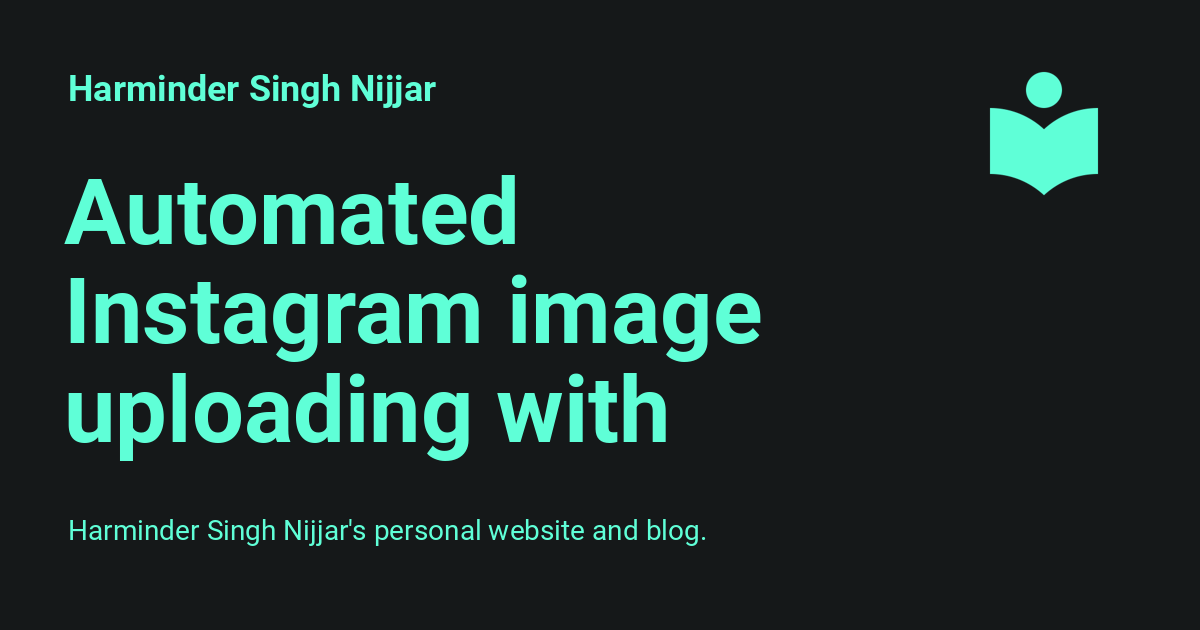 Harminder Singh Nijjar
Automated
Instagram image
uploading with
Harminder Singh Nijjar's personal website and blog.